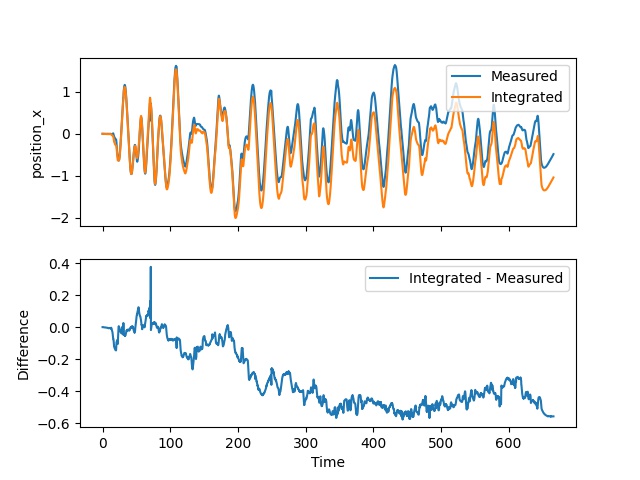 position_x
1
0
−1
−2
Measured
Integrated
Difference
0.4
0.2
0.0
−0.2
−0.4
−0.6
Integrated - Measured
0 100 200 300 400 500 600
Time